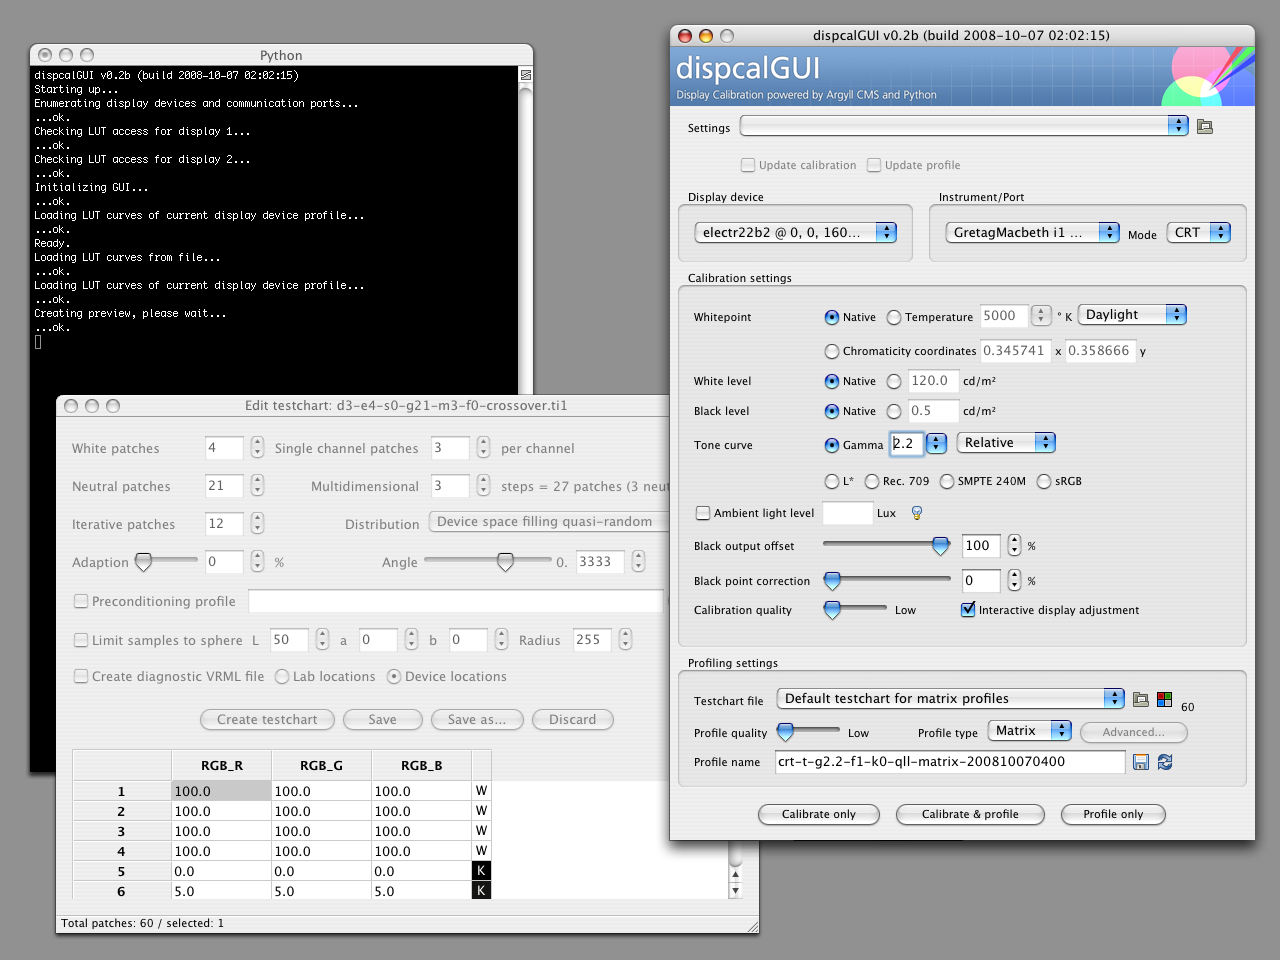 Python
dispcalGUI v0.2b (build 2008-10-07 02:02:15)
Starting up...
Enumerating display devices and communication ports...
...ok.
Checking LUT access for display 1...
...ok.
Checking LUT access for display 2...
...ok.
Initializing GUI...
...ok.
Loading LUT curves of current display device profile...
...ok.
Ready.
Loading LUT curves from file...
...ok.
Loading LUT curves of current display device profile...
...ok.
Creating preview, please wait...
...ok.
Edit testchart: d3-e4-s0-g21-m3-f0-crossover.ti1
White patches 4 Single channel patches 3 per channel
Neutral patches 21 Multidimensional 3 steps = 27 patches (3 neut
Iterative patches 12 Distribution Device space filling quasi-random
Adaption 0 % Angle 0. 3333
Preconditioning profile
Limit samples to sphere L 50 a 0 b 0 Radius 255
Create diagnostic VRML file Lab locations Device locations
Create testchart Save Save as... Discard
RGB_R RGB_G RGB_B
1 100.0 100.0 100.0 W
2 100.0 100.0 100.0 W
3 100.0 100.0 100.0 W
4 100.0 100.0 100.0 W
5 0.0 0.0 0.0 K
6 5.0 5.0 5.0 K
Total patches: 60 / selected: 1
dispcalGUI v0.2b (build 2008-10-07 02:02:15)
dispcalGUI
Display Calibration powered by Argyll CMS and Python
Settings
Update calibration Update profile
Display device Instrument/Port
electr22b2 @ 0, 0, 160... GretagMacbeth i1 ... Mode CRT
Calibration settings
Whitepoint Native Temperature 5000 ° K Daylight
Chromaticity coordinates 0.345741 x 0.358666 y
White level Native 120.0 cd/m²
Black level Native 0.5 cd/m²
Tone curve Gamma 2.2 Relative
L* Rec. 709 SMPTE 240M sRGB
Ambient light level Lux
Black output offset 100 %
Black point correction 0 %
Calibration quality Low Interactive display adjustment
Profiling settings
Testchart file Default testchart for matrix profiles 60
Profile quality Low Profile type Matrix Advanced...
Profile name crt-t-g2.2-f1-k0-qll-matrix-200810070400
Calibrate only Calibrate & profile Profile only